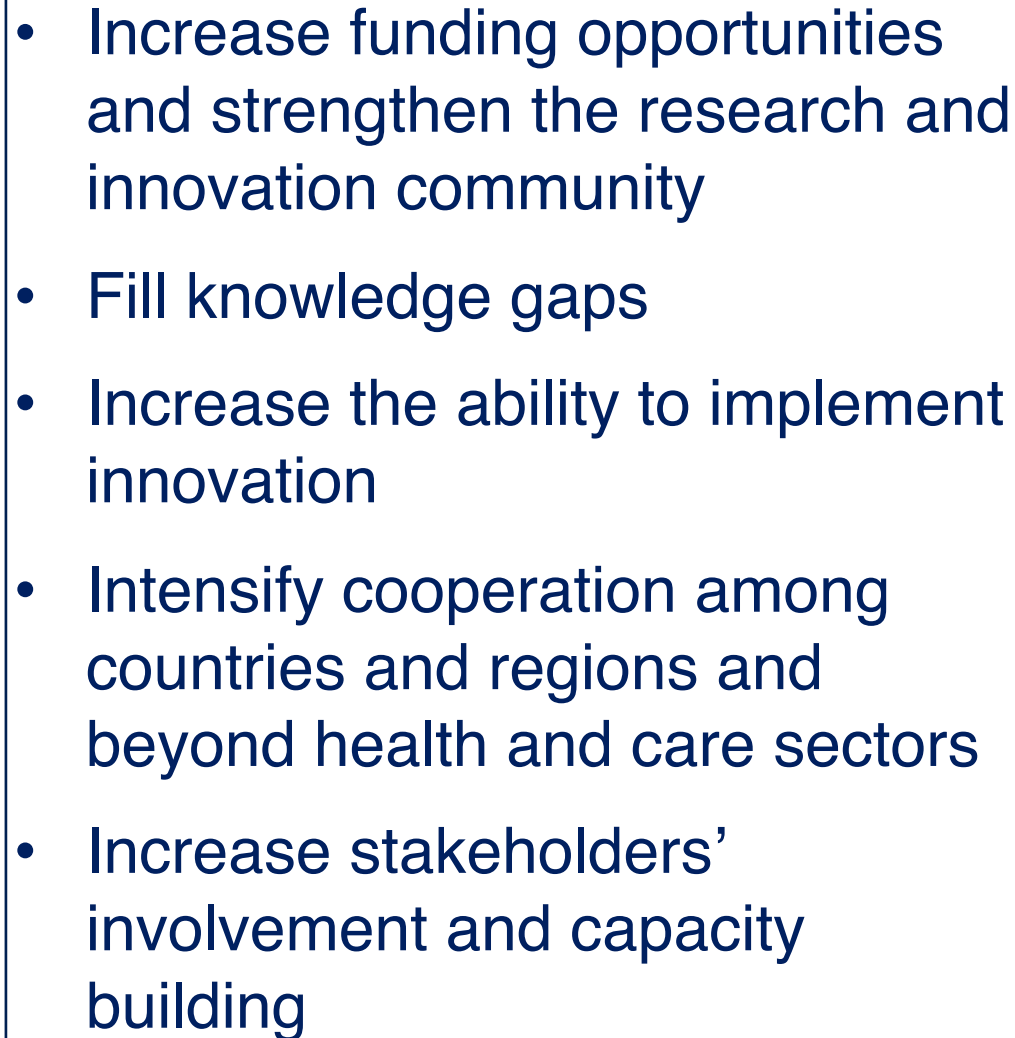 • Increase funding opportunities
and strengthen the research and
innovation community
• Fill knowledge gaps
• Increase the ability to implement
innovation
• Intensify cooperation among
countries and regions and
beyond health and care sectors
• Increase stakeholders’
involvement and capacity
building